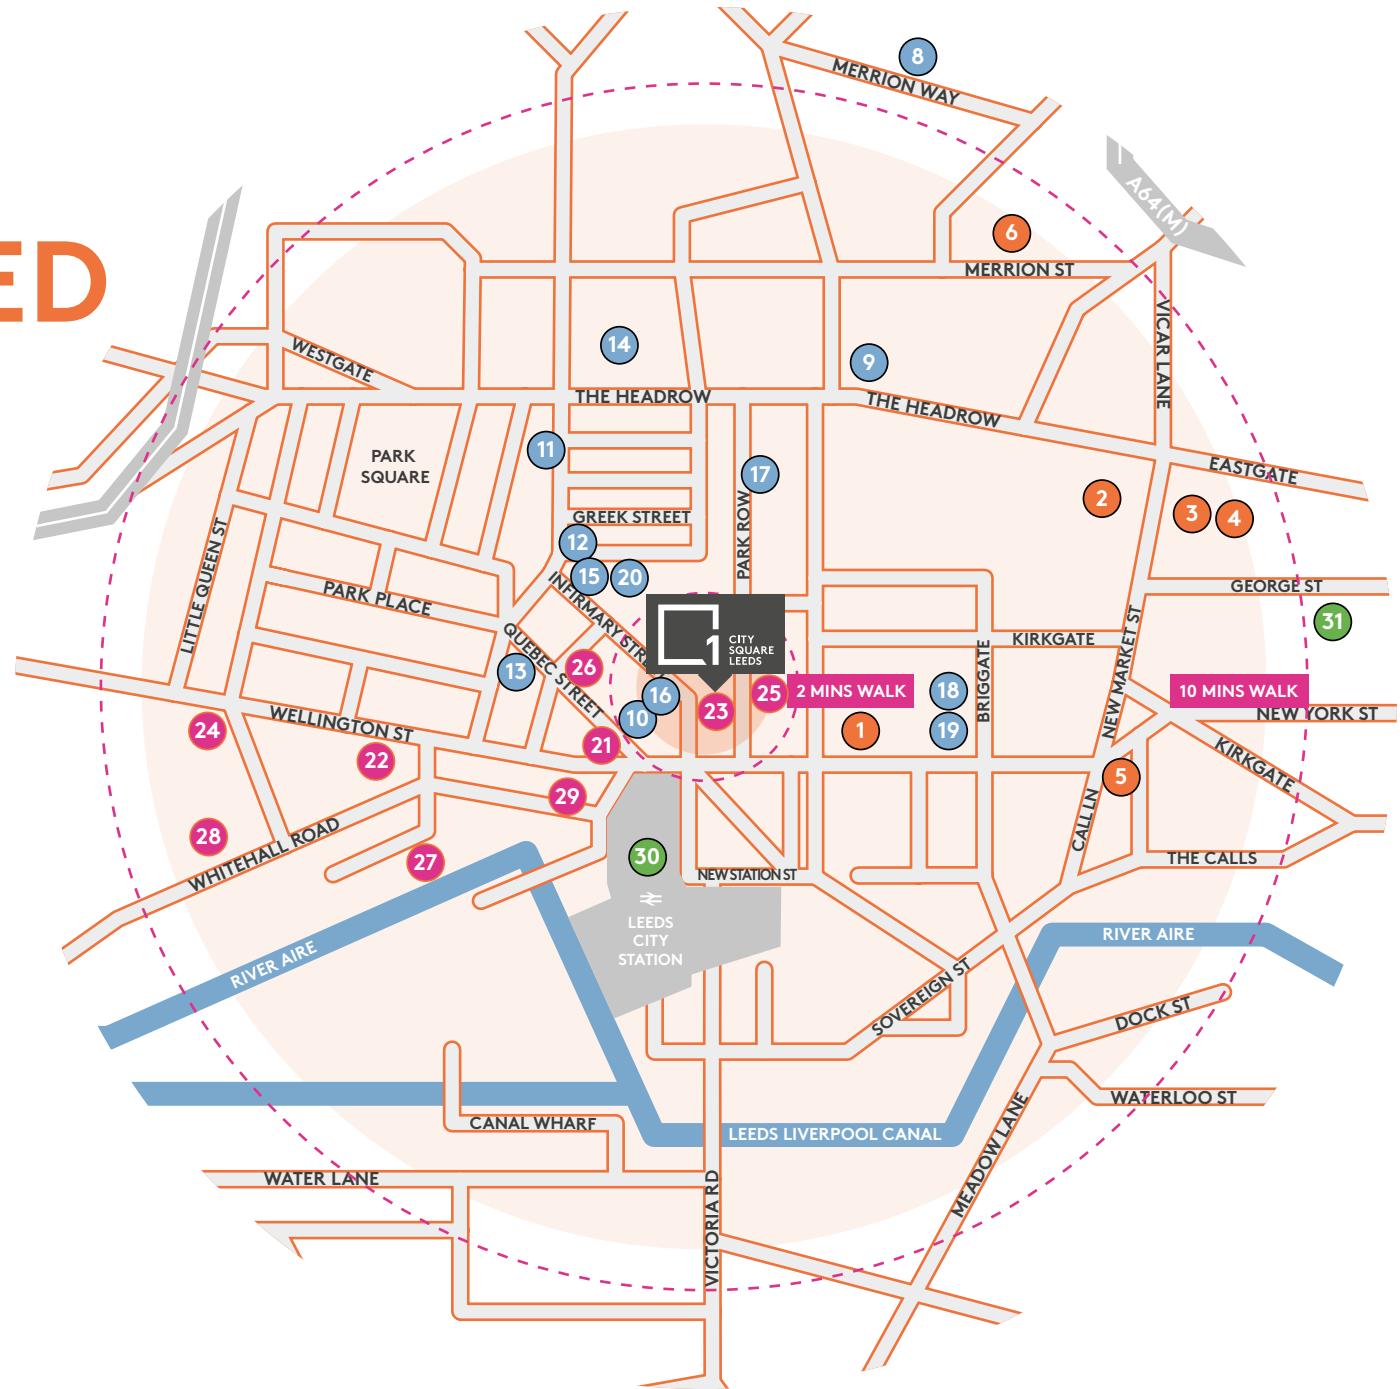 8
MERRION WAY
A64(M)
6
MERRION ST
ED
VICAR LANE
14
9
WESTGATE
THE HEADROW
THE HEADROW
11
PARK
SQUARE
17
EASTGATE
2
3
4
GREEK STREET
PARK ROW
12
LITTLE QUEEN ST
15
20
INFIRMARY STREET
GEORGE ST
PARK PLACE
31
1
CITY
SQUARE
LEEDS
KIRKGATE
NEW MARKET ST
QUEBEC STREET
26
13
BRIGGATE
16
25
2 MINS WALK
18
10 MINS WALK
10
23
NEW YORK ST
24
WELLINGTON ST
1
19
21
22
KIRKGATE
5
29
CALL LN
28
WHITEHALL ROAD
27
30
NEW STATION ST
THE CALLS
LEEDS
CITY
STATION
RIVER AIRE
RIVER AIRE
SOVEREIGN ST
DOCK ST
WATERLOO ST
CANAL WHARF
LEEDS LIVERPOOL CANAL
MEADOW LANE
WATER LANE
VICTORIA RD